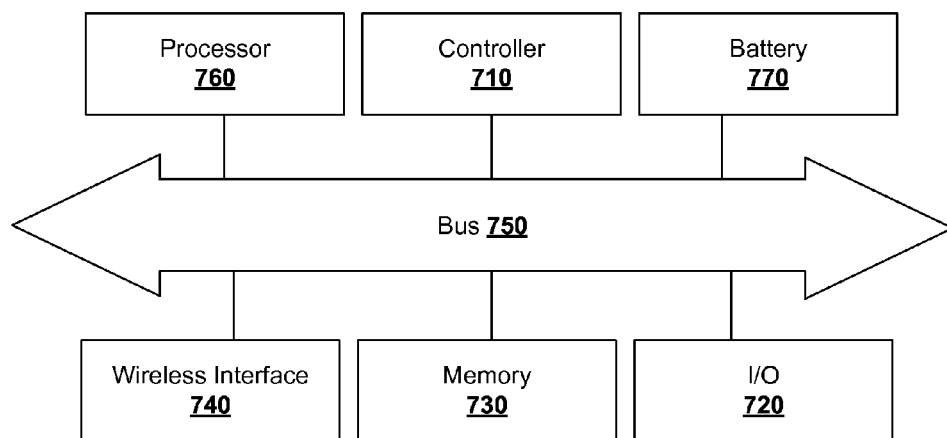 Processor
760
Controller
710
Battery
770
Bus 750
Wireless Interface
740
Memory
730
I/O
720